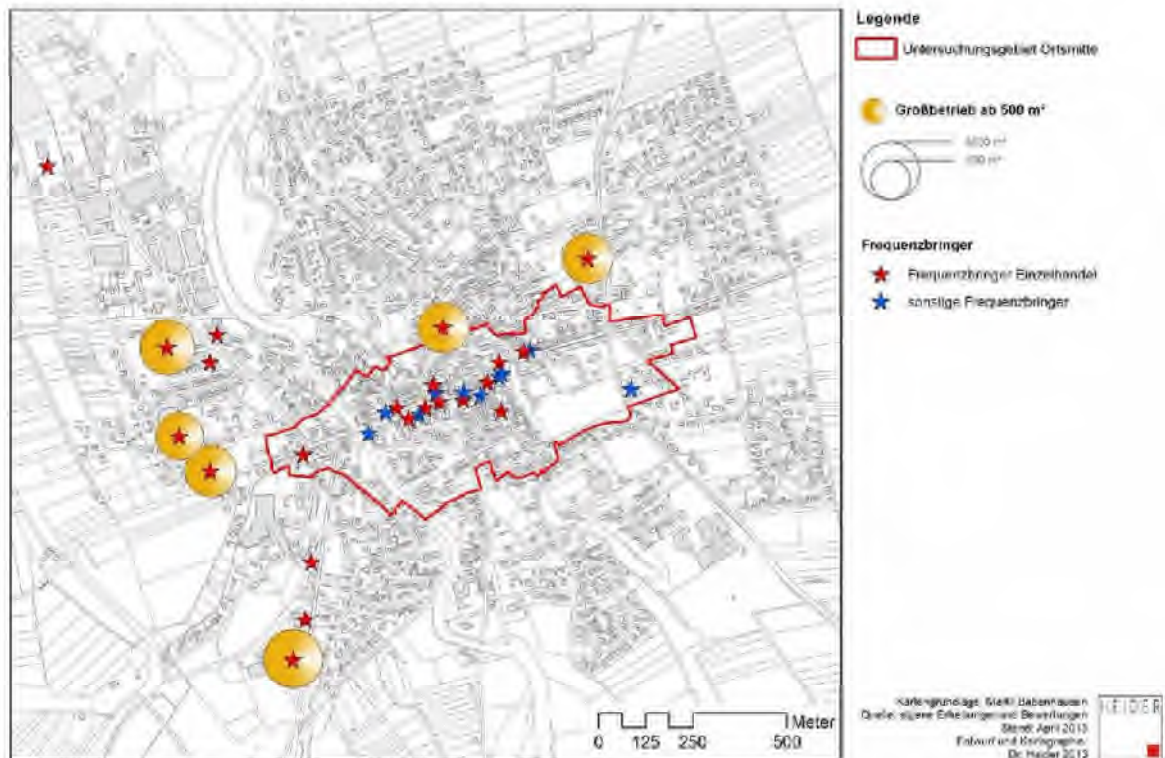 Legende
Untersuchungsgebiet Ortsmitte
Großbetrieb ab 500 m²
Frequenzbringer
Frequenzbringer Einzelhandel
sonstige Frequenzbringer
Meter
0 125 250 500
Kartengrundlage: Markt Babenhausen
Quelle: eigene Erhebungen und Bewertungen
Stand: April 2013
Entwurf und Kartographie:
Dr. Heider 2013
HEIDER